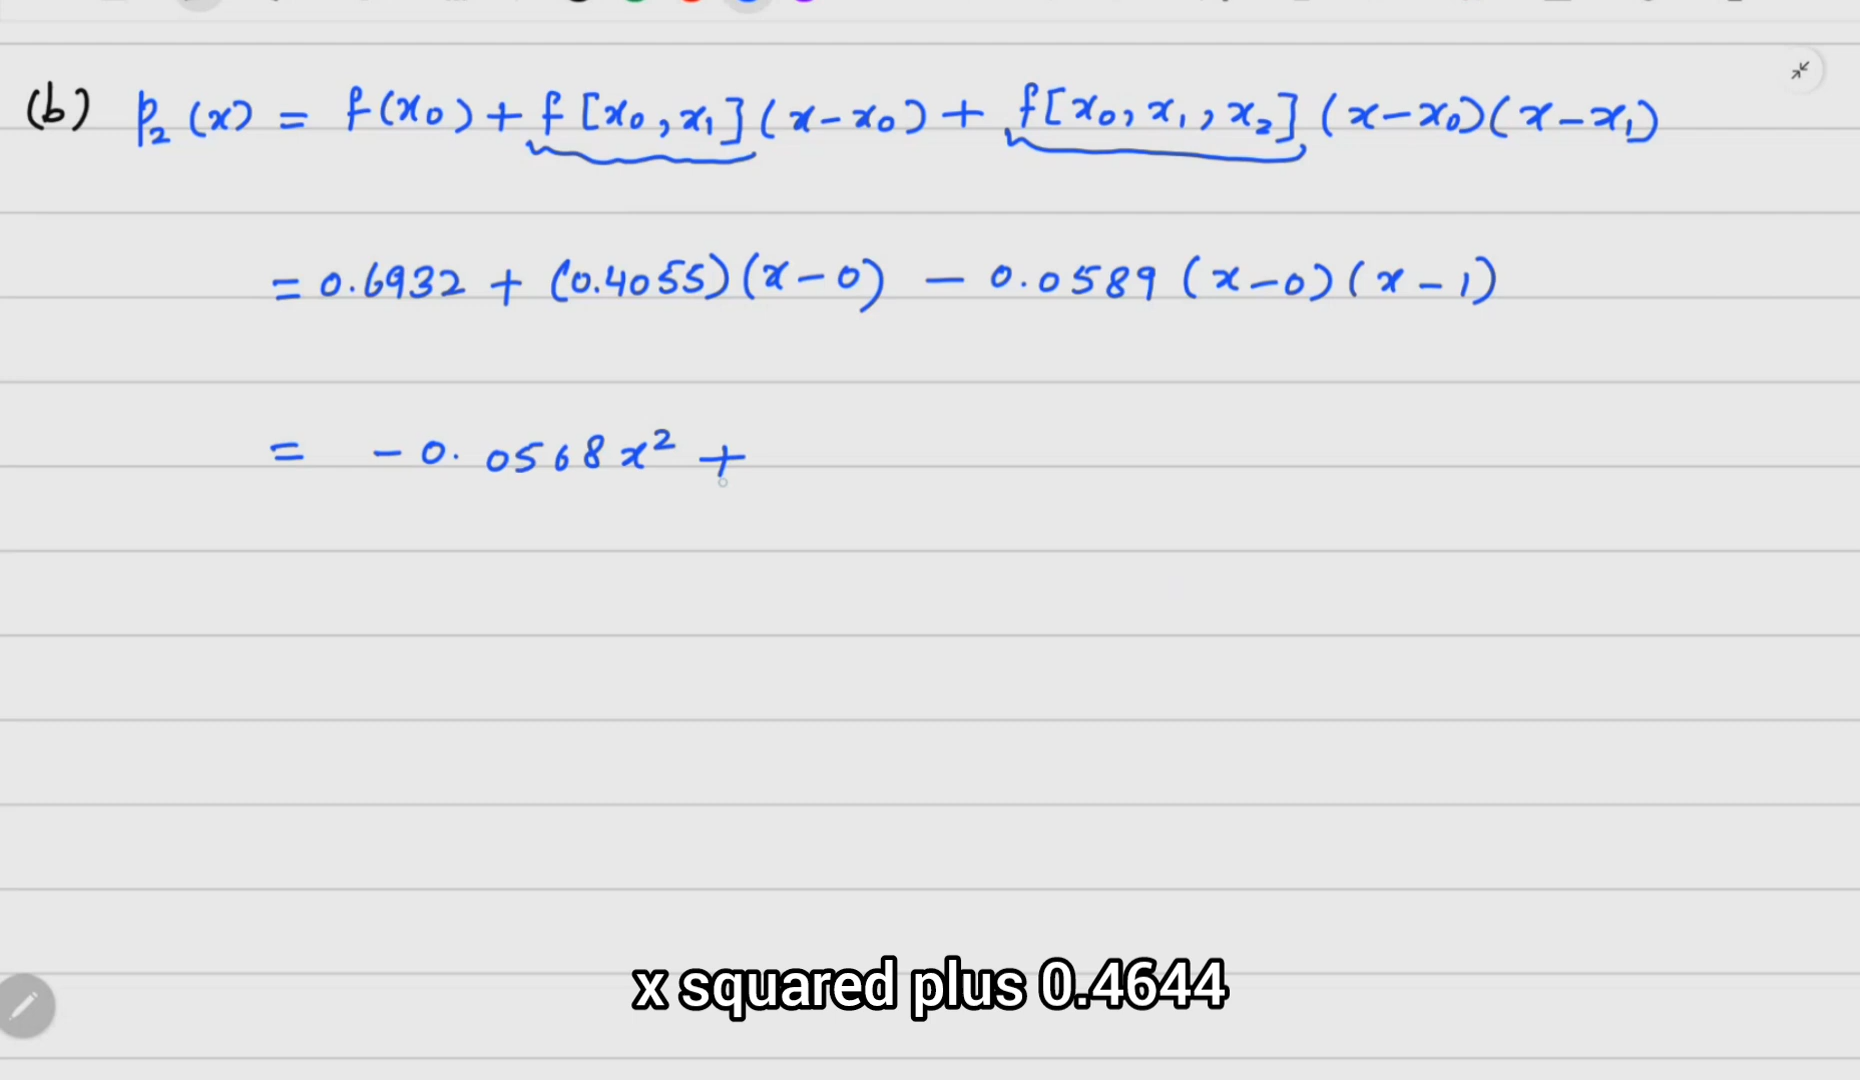 (b) P₂(x) = f(x₀) + f[x₀,x₁](x-x₀) + f[x₀,x₁,x₂](x-x₀)(x-x₁)
= 0.6932 + (0.4055)(x-0) - 0.0589(x-0)(x-1)
= -0.0568x² +
x squared plus 0.4644